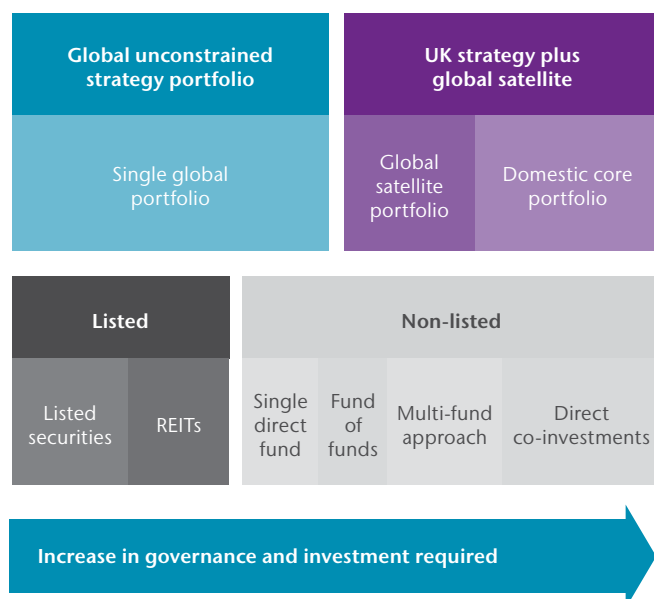 Global unconstrained
strategy portfolio
UK strategy plus
global satellite
Single global
portfolio
Global
satellite
portfolio
Domestic core
portfolio
Listed
Non-listed
Listed
securities
REITs
Single
direct
fund
Fund
of
funds
Multi-fund
approach
Direct
co-investments
Increase in governance and investment required